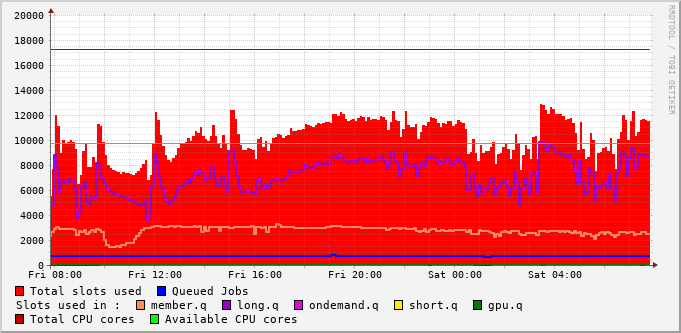 20000
18000
16000
14000
12000
10000
8000
6000
4000
2000
0
Fri 08:00 Fri 12:00 Fri 16:00 Fri 20:00 Sat 00:00 Sat 04:00
Total slots used Queued Jobs
Slots used in : member.q long.q ondemand.q short.q gpu.q
Total CPU cores Available CPU cores
RRDTOOL / TOBI OETIKER